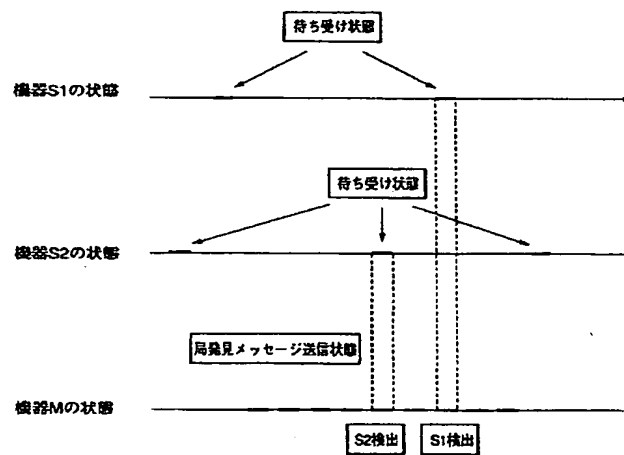 待ち受け状態
機器S1の状態
待ち受け状態
機器S2の状態
局発見メッセージ送信状態
機器Mの状態
S2検出
S1検出